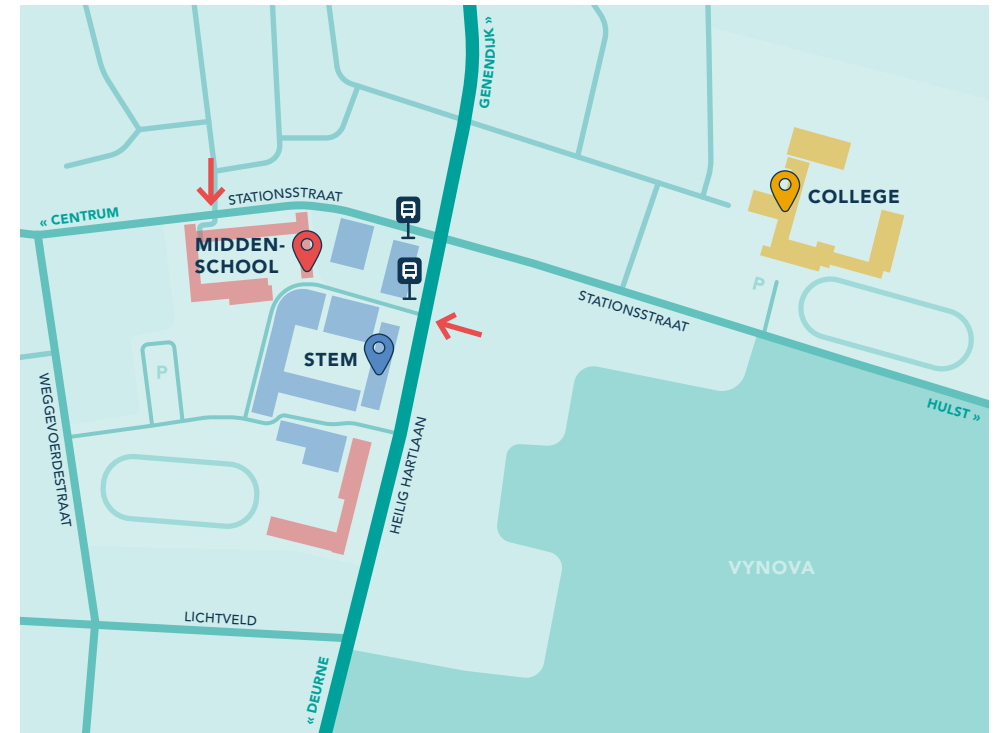 GENENDIJK »
STATIONSSTRAAT
« CENTRUM
COLLEGE
MIDDEN-
SCHOOL
P
STATIONSSTRAAT
STEM
P
HULST »
WEGGEVOERDESTRAAT
HEILIG HARTLAAN
VYNOVA
LICHTVELD
« DEURNE